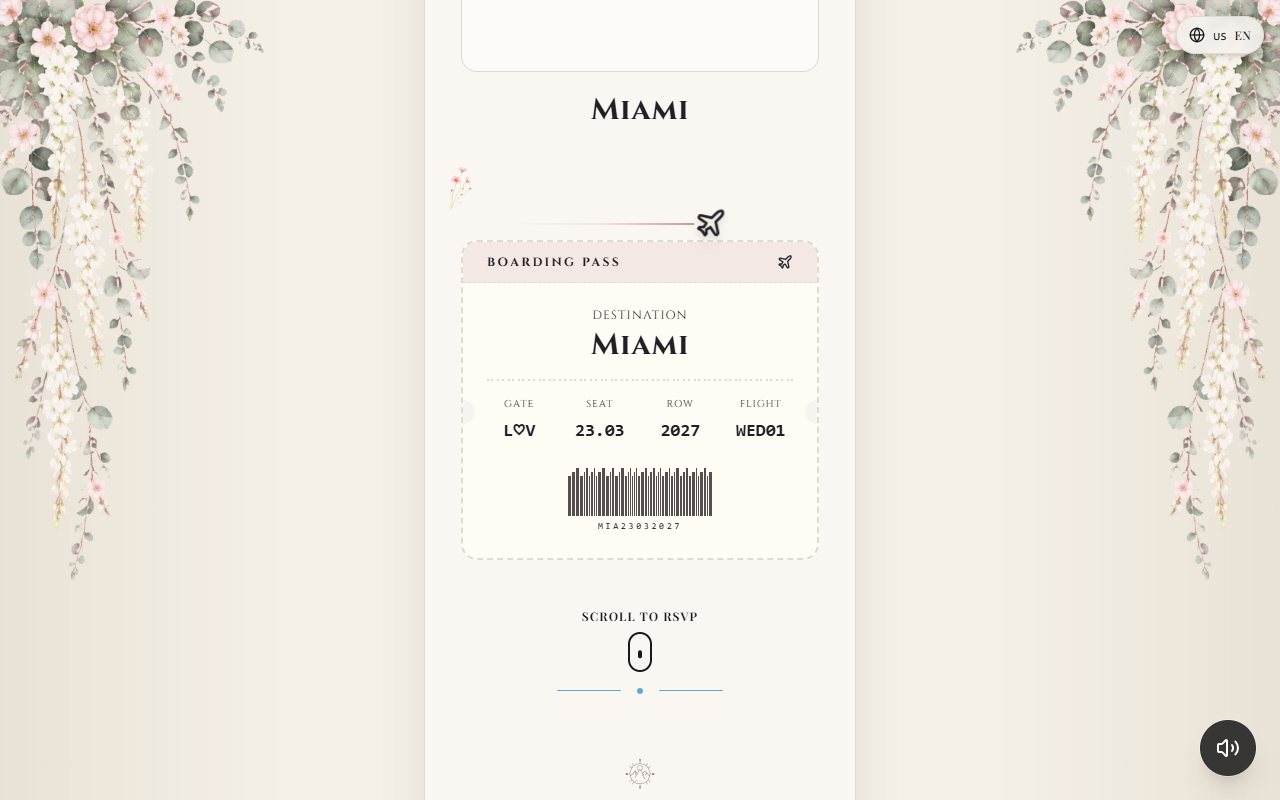 US EN
MIAMI
BOARDING PASS
DESTINATION
MIAMI
GATE SEAT ROW FLIGHT
L♡V 23.03 2027 WED01
MIA23032027
SCROLL TO RSVP